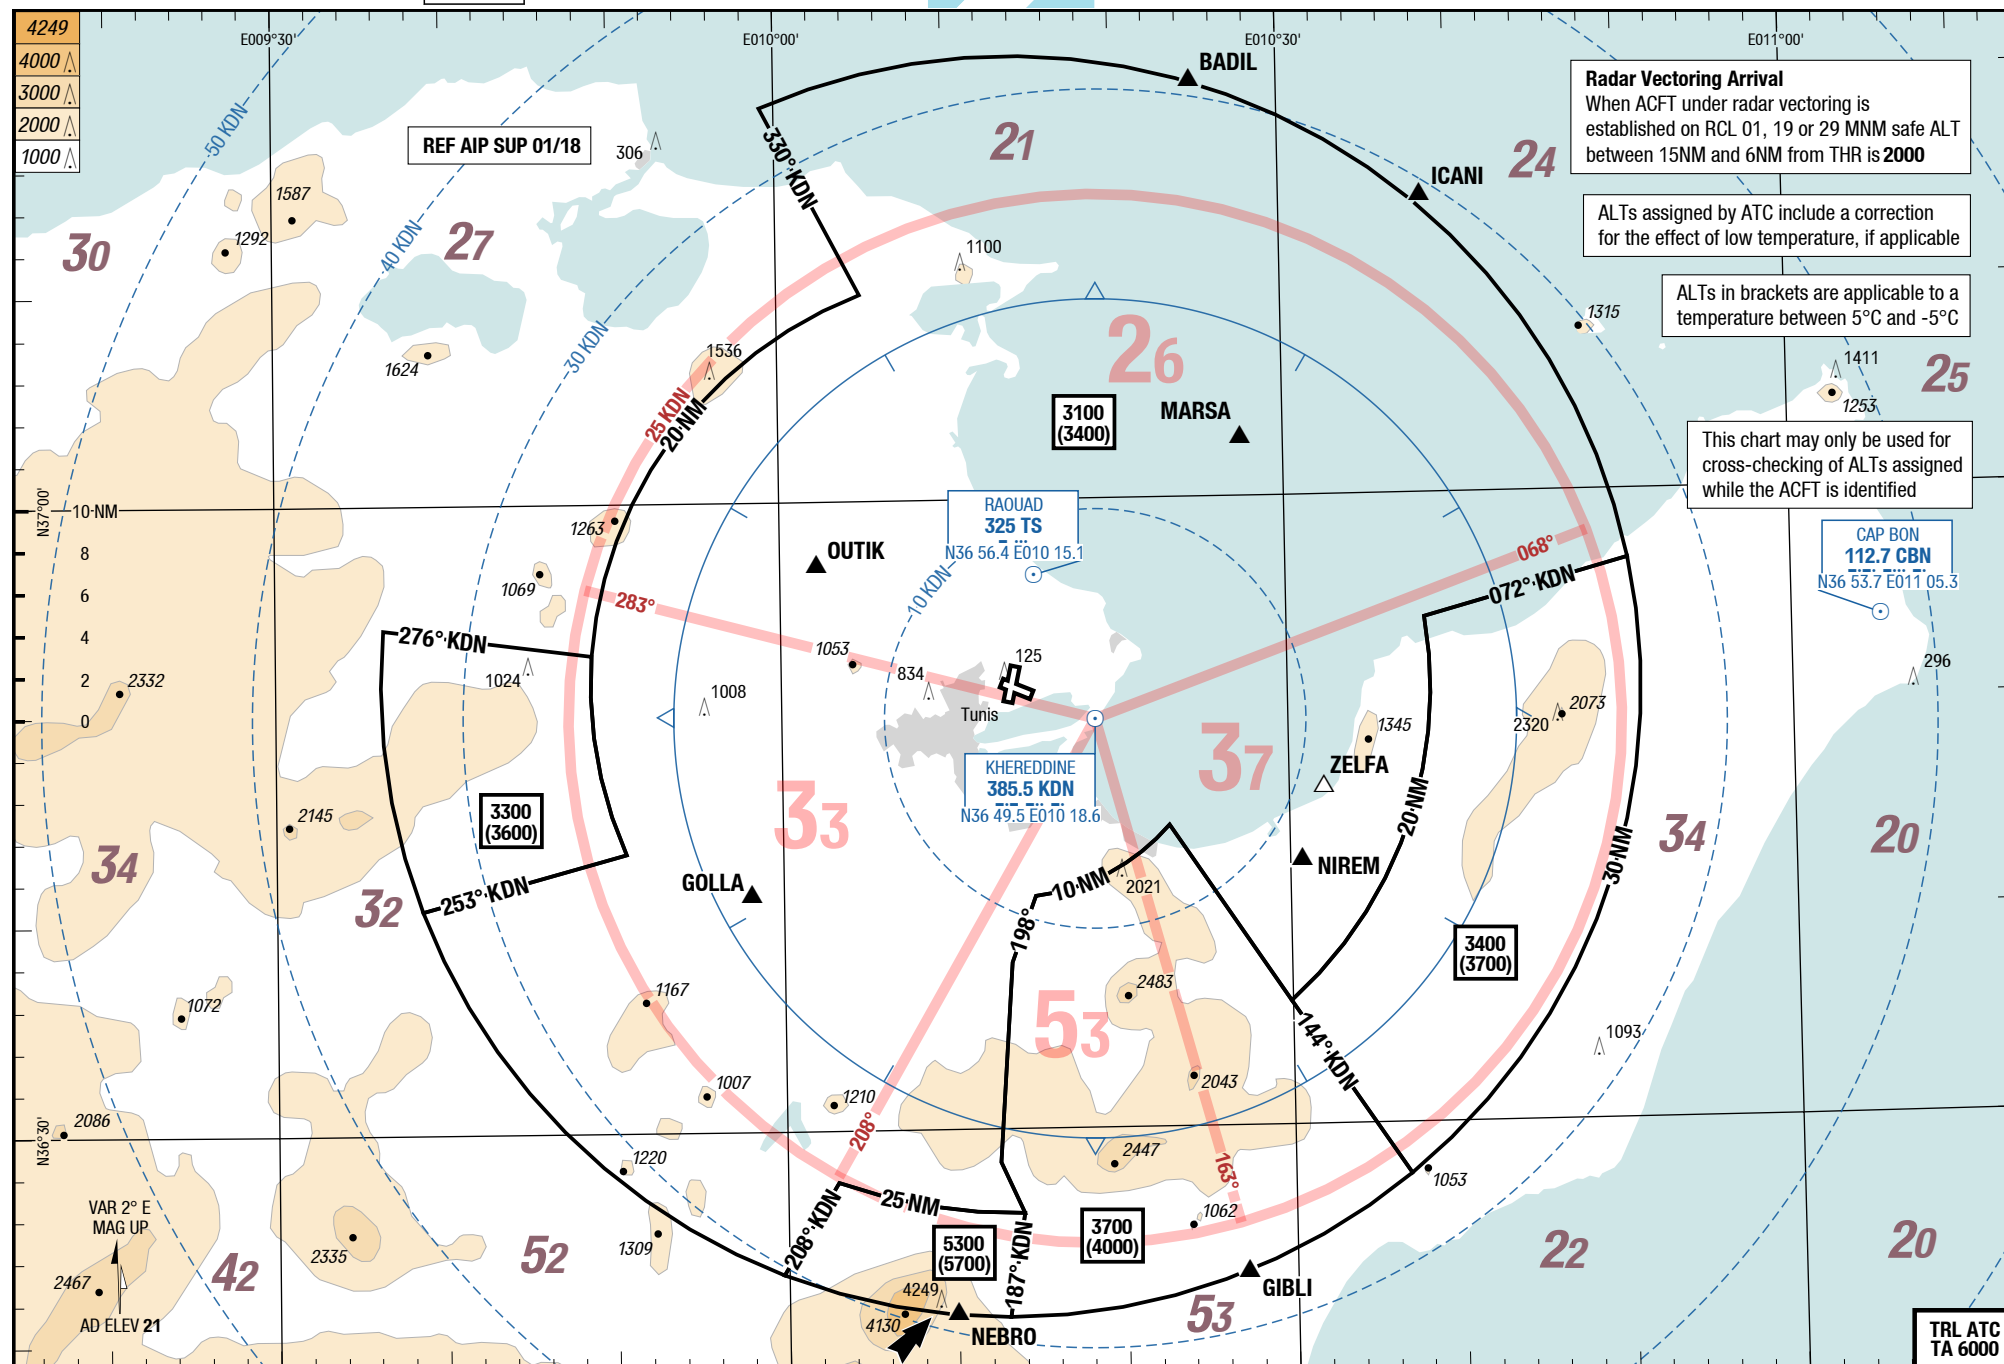 4249
4000
3000
2000
1000
E009°30'
E010°00'
E010°30'
E011°00'
BADIL
Radar Vectoring Arrival
When ACFT under radar vectoring is
established on RCL 01, 19 or 29 MNM safe ALT
between 15NM and 6NM from THR is 2000
REF AIP SUP 01/18
306
50 KDN
330°·KDN
21
24
ICANI
1587
1292
27
30
40 KDN
ALTs assigned by ATC include a correction
for the effect of low temperature, if applicable
1100
ALTs in brackets are applicable to a
temperature between 5°C and -5°C
1315
30 KDN
1624
1536
26
1411
25
1253
25 KDN
20·NM
3100
(3400)
MARSA
This chart may only be used for
cross-checking of ALTs assigned
while the ACFT is identified
N37°00'
10·NM
8
6
4
2
0
1263
RAOUAD
325 TS
N36 56.4 E010 15.1
OUTIK
10 KDN
068°
072°·KDN
CAP BON
112.7 CBN
N36 53.7 E011 05.3
1069
283°
276°·KDN
1053
834
125
1024
1008
2332
296
Tunis
1345
2320
2073
37
ZELFA
KHEREDDINE
385.5 KDN
N36 49.5 E010 18.6
3300
(3600)
33
2145
34
20·NM
30·NM
34
20
32
253°·KDN
GOLLA
10·NM
2021
NIREM
198°
3400
(3700)
2483
1072
1167
53
144°·KDN
1093
1007
1210
2043
2086
N36°30'
208°
2447
163°
1220
1053
VAR 2° E
MAG UP
25·NM
1062
208°·KDN
187°·KDN
3700
(4000)
5300
(5700)
2335
1309
52
42
22
20
2467
AD ELEV 21
4249
4130
NEBRO
GIBLI
53
TRL ATC
TA 6000